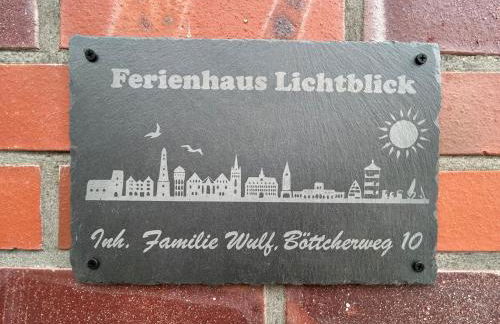 Ferienhaus Lichtblick
Inh. Familie Wulf, Böttcherweg 10